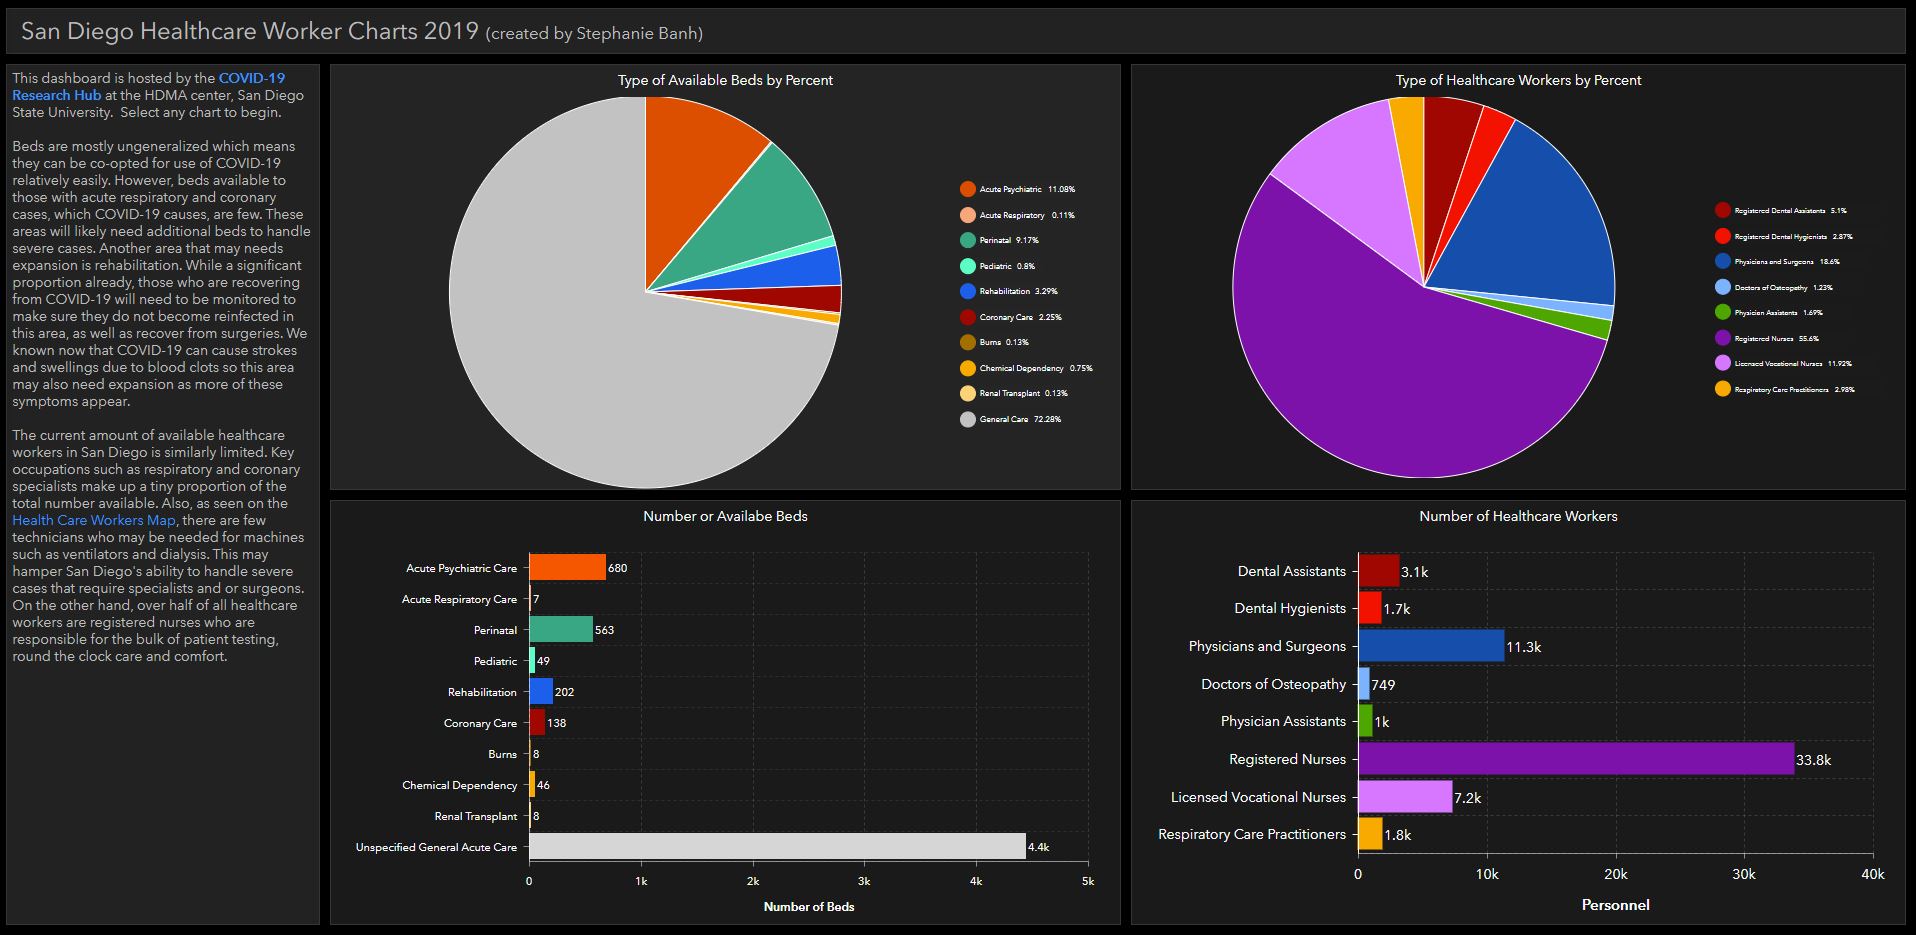 San Diego Healthcare Worker Charts 2019 (created by Stephanie Banh)
This dashboard is hosted by the COVID-19
Research Hub at the HDMA center, San Diego
State University. Select any chart to begin.
Beds are mostly ungeneralized which means
they can be co-opted for use of COVID-19
relatively easily. However, beds available to
those with acute respiratory and coronary
cases, which COVID-19 causes, are few. These
areas will likely need additional beds to handle
severe cases. Another area that may needs
expansion is rehabilitation. While a significant
proportion already, those who are recovering
from COVID-19 will need to be monitored to
make sure they do not become reinfected in
this area, as well as recover from surgeries. We
known now that COVID-19 can cause strokes
and swellings due to blood clots so this area
may also need expansion as more of these
symptoms appear.
The current amount of available healthcare
workers in San Diego is similarly limited. Key
occupations such as respiratory and coronary
specialists make up a tiny proportion of the
total number available. Also, as seen on the
Health Care Workers Map, there are few
technicians who may be needed for machines
such as ventilators and dialysis. This may
hamper San Diego's ability to handle severe
cases that require specialists and or surgeons.
On the other hand, over half of all healthcare
workers are registered nurses who are
responsible for the bulk of patient testing,
round the clock care and comfort.
Type of Available Beds by Percent
Acute Psychiatric 11.08%
Acute Respiratory 0.11%
Perinatal 9.17%
Pediatric 0.8%
Rehabilitation 3.29%
Coronary Care 2.25%
Burns 0.13%
Chemical Dependency 0.75%
Renal Transplant 0.13%
General Care 72.28%
Type of Healthcare Workers by Percent
Registered Dental Assistants 5.1%
Registered Dental Hygienists 2.87%
Physicians and Surgeons 18.6%
Doctors of Osteopathy 1.23%
Physician Assistants 1.69%
Registered Nurses 55.6%
Licensed Vocational Nurses 11.92%
Respiratory Care Practitioners 2.98%
Number or Availabe Beds
Acute Psychiatric Care 680
Acute Respiratory Care 7
Perinatal 563
Pediatric 49
Rehabilitation 202
Coronary Care 138
Burns 8
Chemical Dependency 46
Renal Transplant 8
Unspecified General Acute Care 4.4k
0 1k 2k 3k 4k 5k
Number of Beds
Number of Healthcare Workers
Dental Assistants 3.1k
Dental Hygienists 1.7k
Physicians and Surgeons 11.3k
Doctors of Osteopathy 749
Physician Assistants 1k
Registered Nurses 33.8k
Licensed Vocational Nurses 7.2k
Respiratory Care Practitioners 1.8k
0 10k 20k 30k 40k
Personnel